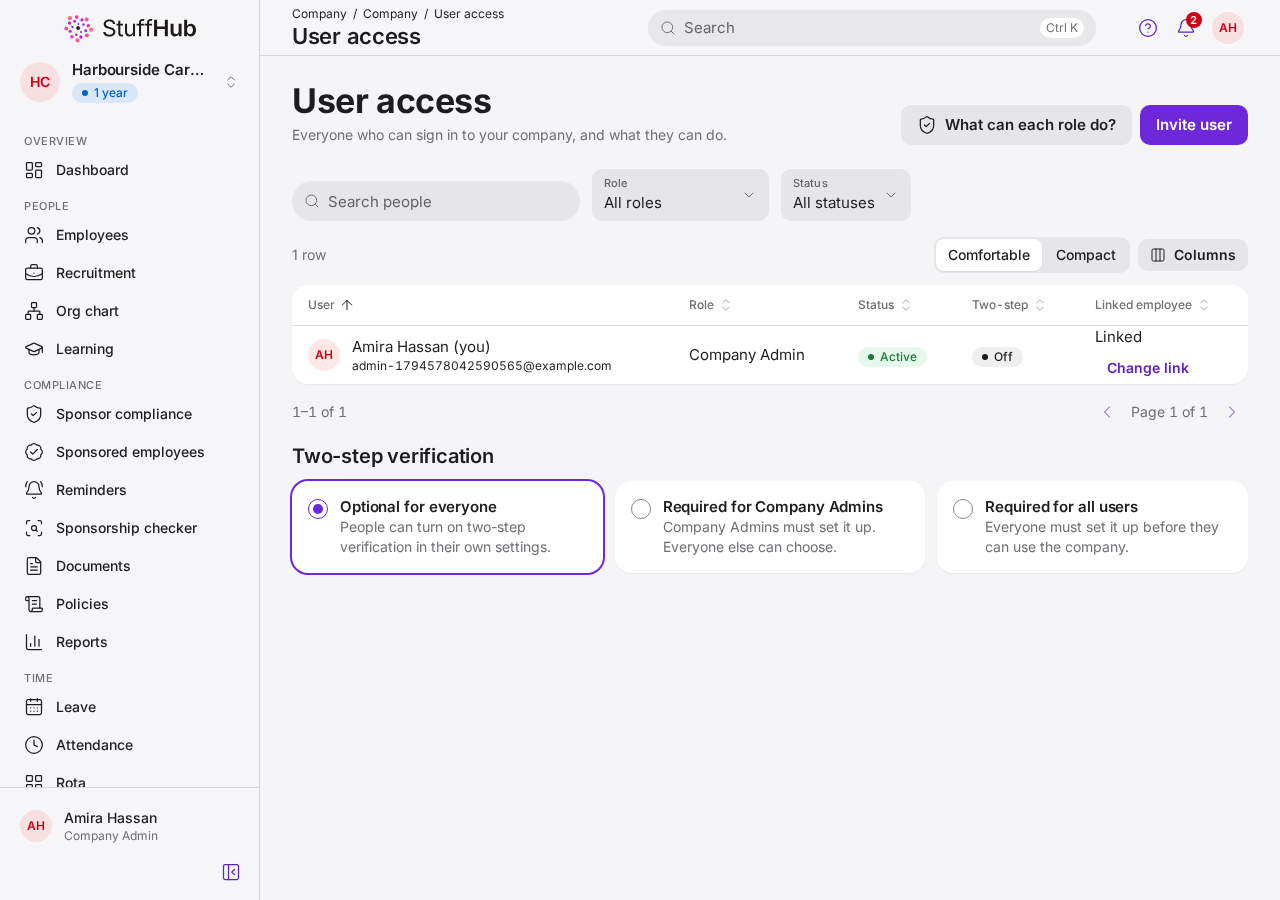 StuffHub
HC
Harbourside Car...
1 year
OVERVIEW
Dashboard
PEOPLE
Employees
Recruitment
Org chart
Learning
COMPLIANCE
Sponsor compliance
Sponsored employees
Reminders
Sponsorship checker
Documents
Policies
Reports
TIME
Leave
Attendance
Rota
AH
Amira Hassan
Company Admin
Company / Company / User access
User access
Search
Ctrl K
2
AH
User access
Everyone who can sign in to your company, and what they can do.
What can each role do?
Invite user
Search people
Role
All roles
Status
All statuses
1 row
Comfortable
Compact
Columns
User
Role
Status
Two-step
Linked employee
AH
Amira Hassan (you)
admin-1794578042590565@example.com
Company Admin
Active
Off
Linked
Change link
1–1 of 1
Page 1 of 1
Two-step verification
Optional for everyone
People can turn on two-step
verification in their own settings.
Required for Company Admins
Company Admins must set it up.
Everyone else can choose.
Required for all users
Everyone must set it up before they
can use the company.